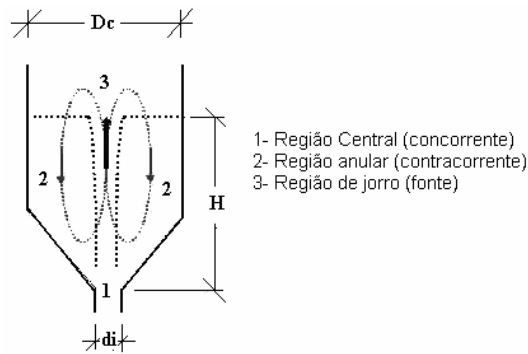 Dc
3
1- Região Central (concorrente)
2- Região anular (contracorrente)
3- Região de jorro (fonte)
2
2
H
1
di